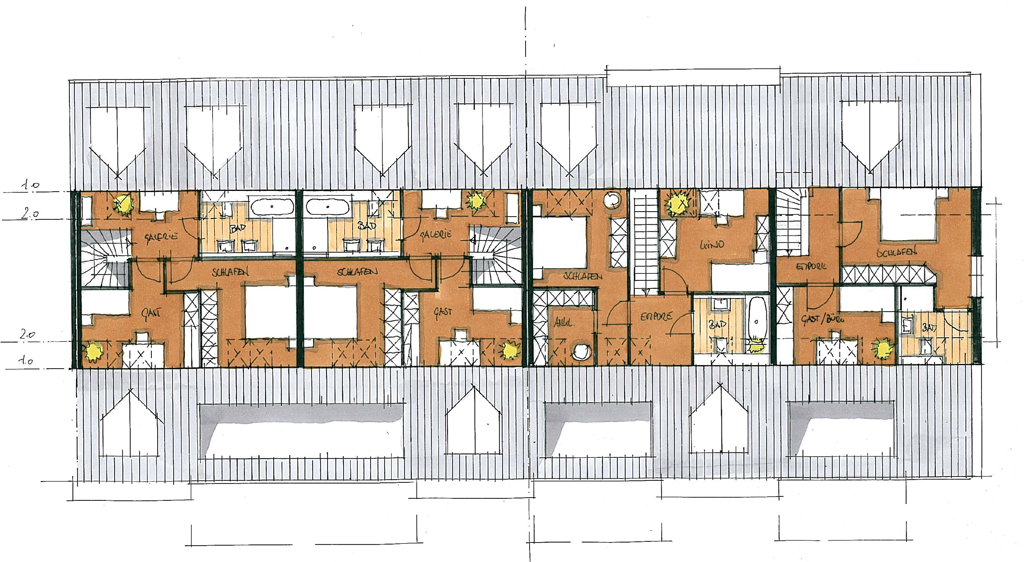 1.0
2.0
BAD
BAD
GALERIE
GALERIE
KIND
SCHLAFEN
SCHLAFEN
SCHLAFEN
SCHLAFEN
EMPORE
GAST
GAST
ANKL
EMPORE
GAST/BÜRO
BAD
BAD
2.0
1.0